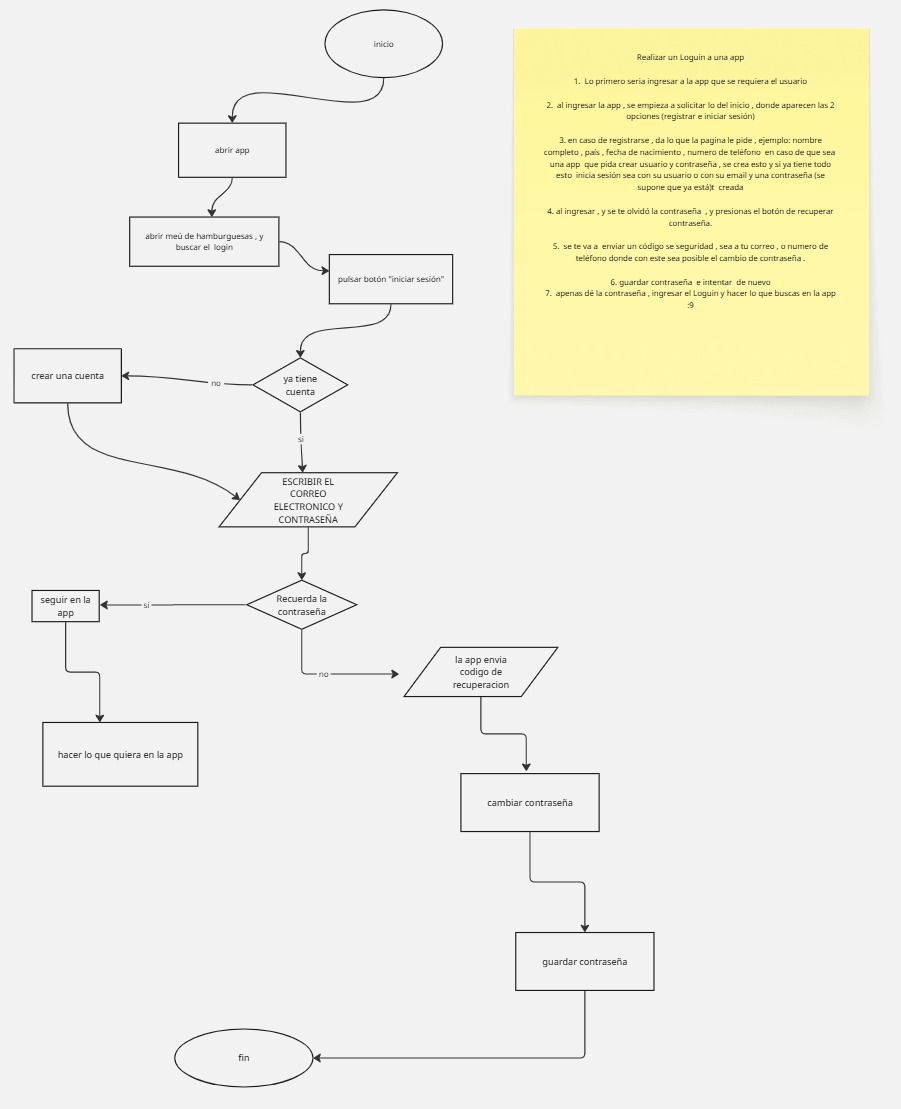 inicio
Realizar un Loguin a una app
1. Lo primero seria ingresar a la app que se requiera el usuario
2. al ingresar la app , se empieza a solicitar lo del inicio , donde aparecen las 2
opciones (registrar e iniciar sesión)
3. en caso de registrarse , da lo que la pagina le pide , ejemplo: nombre
completo , país , fecha de nacimiento , numero de teléfono en caso de que sea
una app que pida crear usuario y contraseña , se crea esto y si ya tiene todo
esto inicia sesión sea con su usuario o con su email y una contraseña (se
supone que ya está)t creada
4. al ingresar , y se te olvidó la contraseña , y presionas el botón de recuperar
contraseña.
5. se te va a enviar un código se seguridad , sea a tu correo , o numero de
teléfono donde con este sea posible el cambio de contraseña .
6. guardar contraseña e intentar de nuevo
7. apenas dé la contraseña , ingresar el Loguin y hacer lo que buscas en la app
:9
abrir app
abrir meú de hamburguesas , y
buscar el login
pulsar botón "iniciar sesión"
ya tiene
cuenta
no
crear una cuenta
si
ESCRIBIR EL
CORREO
ELECTRONICO Y
CONTRASEÑA
Recuerda la
contraseña
si
seguir en la
app
hacer lo que quiera en la app
no
la app envia
codigo de
recuperacion
cambiar contraseña
guardar contraseña
fin